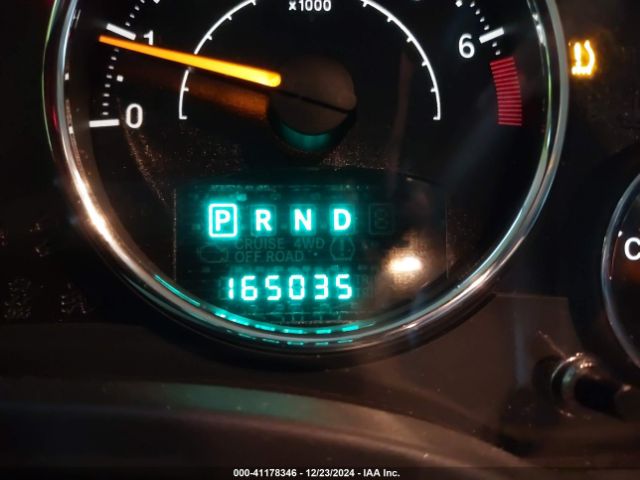 x1000
1
6
0
P R N D
CRUISE 4WD
OFF ROAD
165035
C
000-41178346 - 12/23/2024 - IAA Inc.